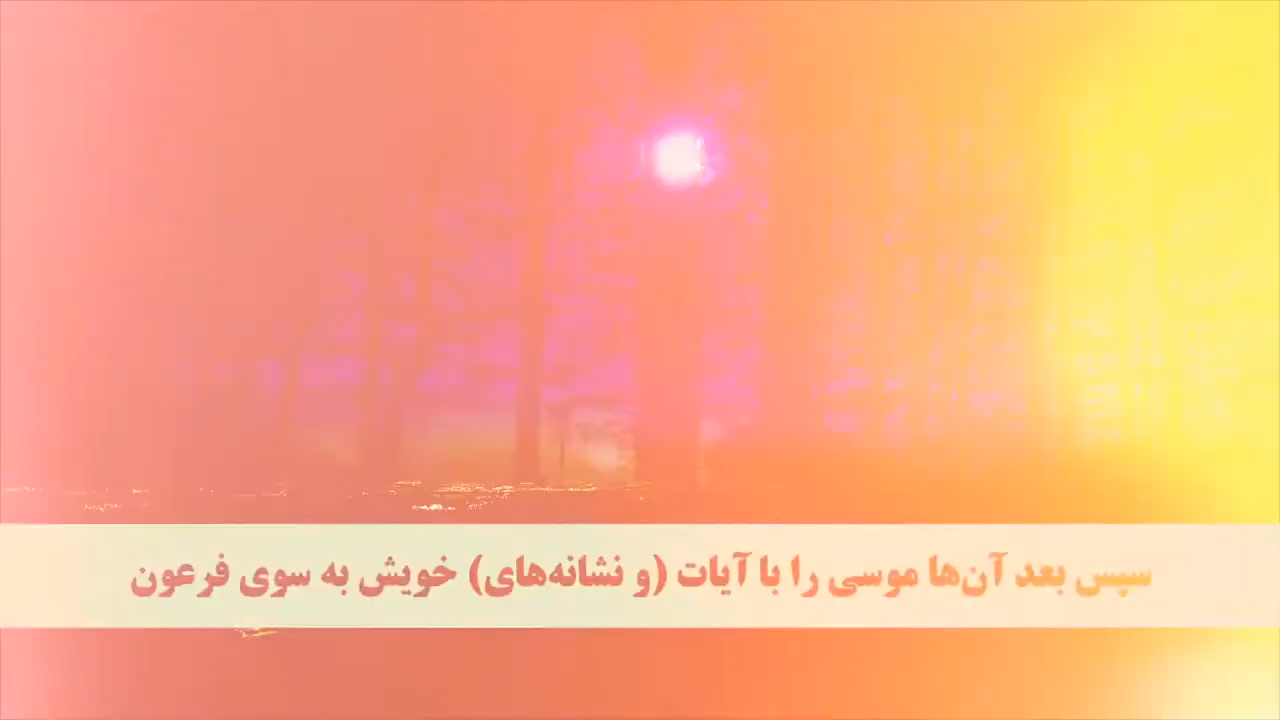 سپس بعد آن‌ها موسی را با آیات (و نشانه‌های) خویش به سوی فرعون